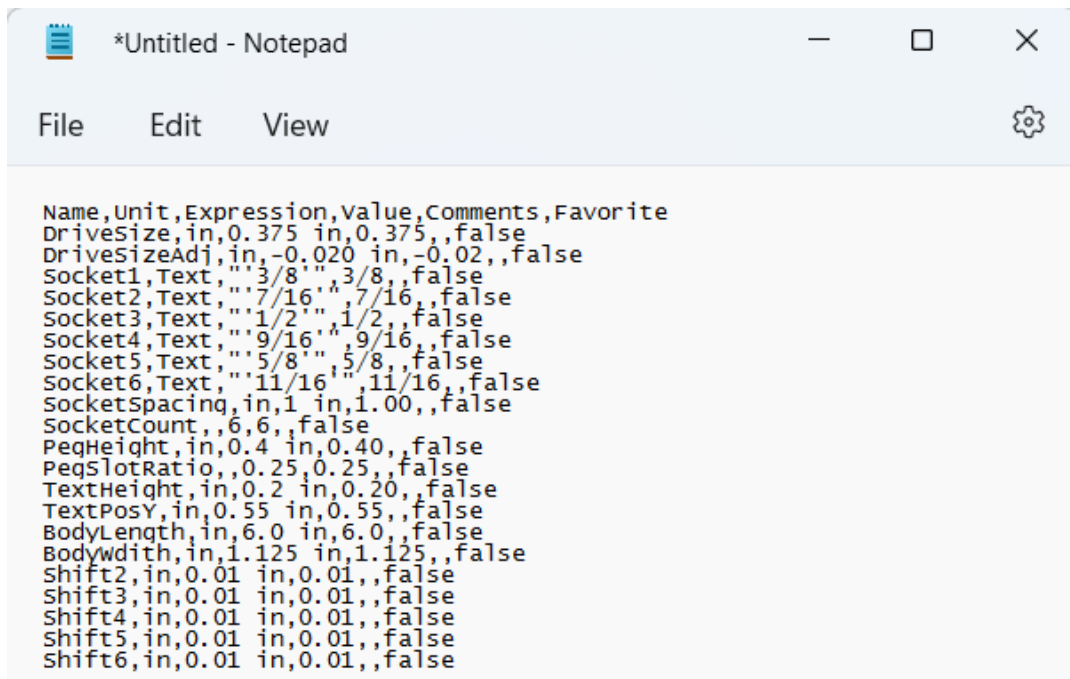 *Untitled - Notepad
File Edit View
Name,Unit,Expression,Value,Comments,Favorite
DriveSize,in,0.375 in,0.375,,false
DriveSizeAdj,in,-0.020 in,-0.02,,false
Socket1,Text,"'3/8'",3/8,,false
Socket2,Text,"'7/16'",7/16,,false
Socket3,Text,"'1/2'",1/2,,false
Socket4,Text,"'9/16'",9/16,,false
Socket5,Text,"'5/8'",5/8,,false
Socket6,Text,"'11/16'",11/16,,false
SocketSpacing,in,1 in,1.00,,false
SocketCount,,6,6,,false
PegHeight,in,0.4 in,0.40,,false
PegSlotRatio,,0.25,0.25,,false
TextHeight,in,0.2 in,0.20,,false
TextPosY,in,0.55 in,0.55,,false
BodyLength,in,6.0 in,6.0,,false
BodyWdith,in,1.125 in,1.125,,false
Shift2,in,0.01 in,0.01,,false
Shift3,in,0.01 in,0.01,,false
Shift4,in,0.01 in,0.01,,false
Shift5,in,0.01 in,0.01,,false
Shift6,in,0.01 in,0.01,,false